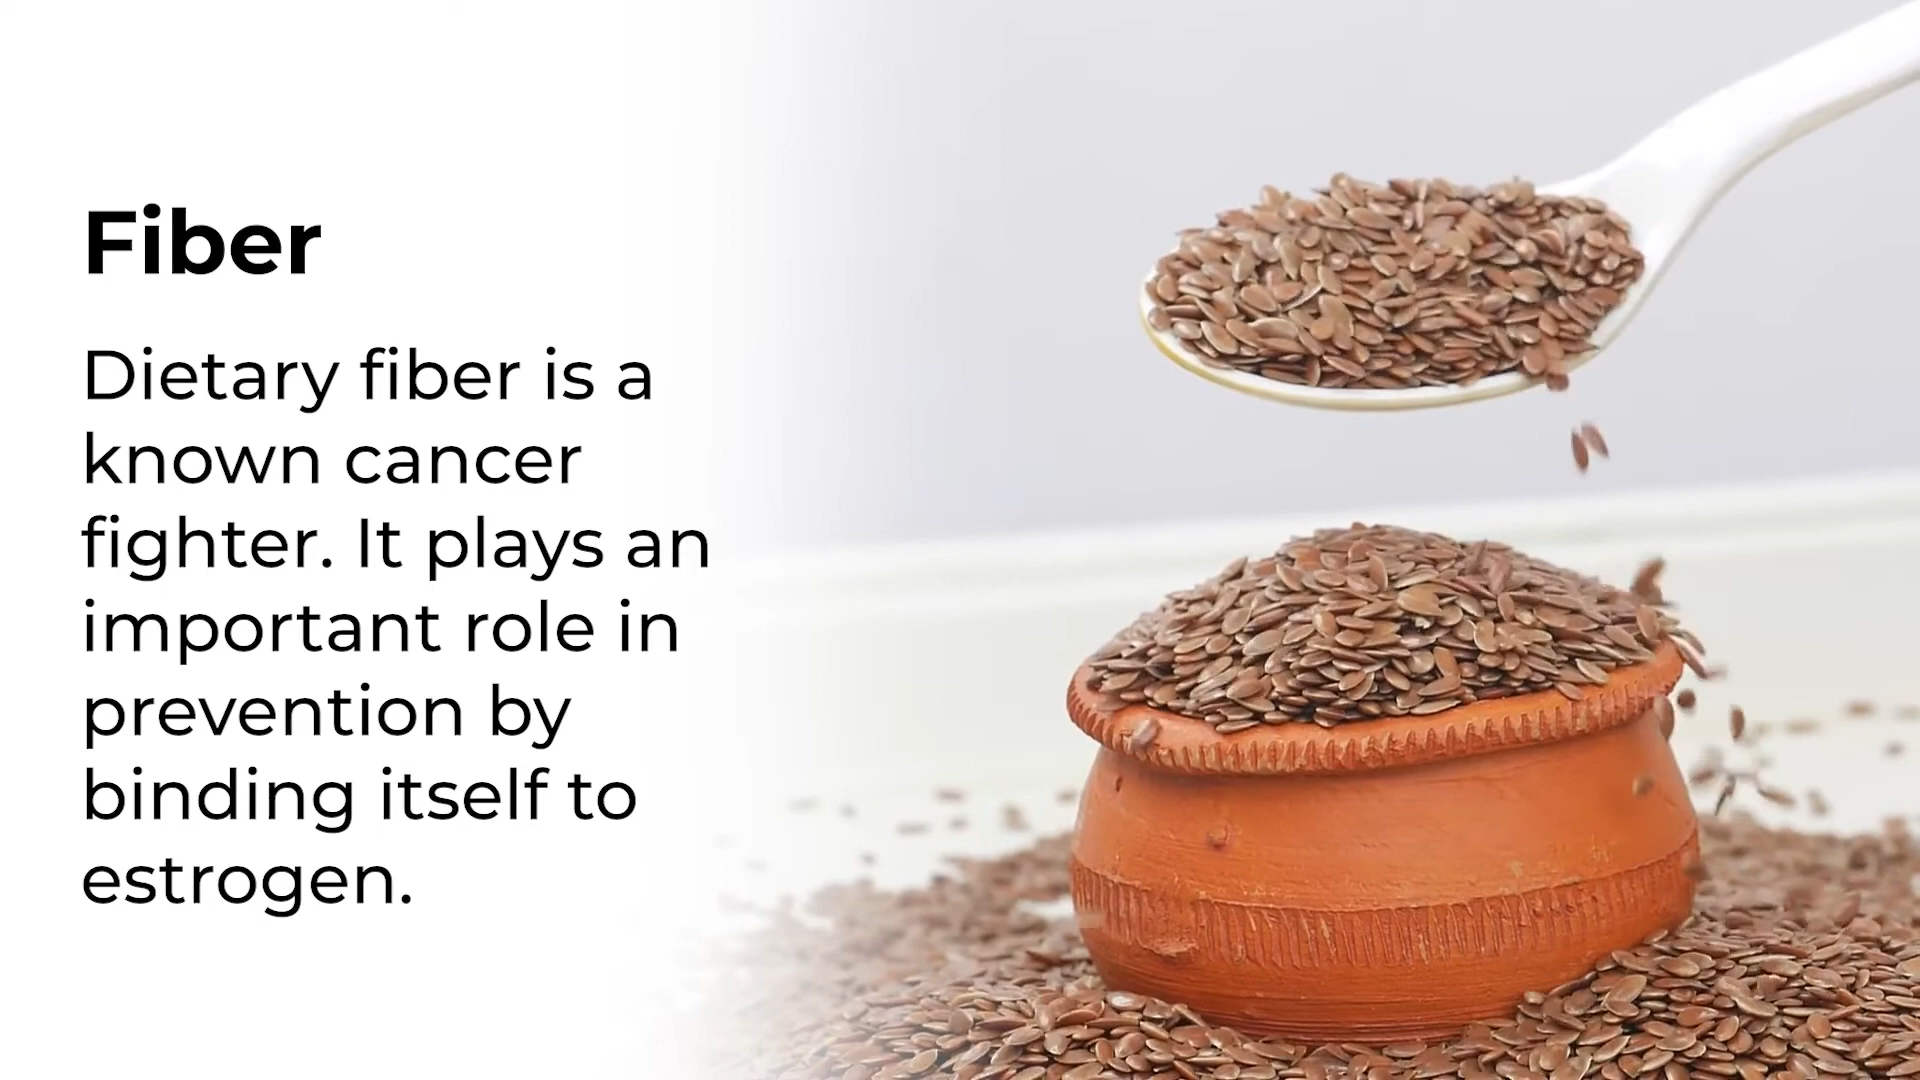 Fiber
Dietary fiber is a
known cancer
fighter. It plays an
important role in
prevention by
binding itself to
estrogen.